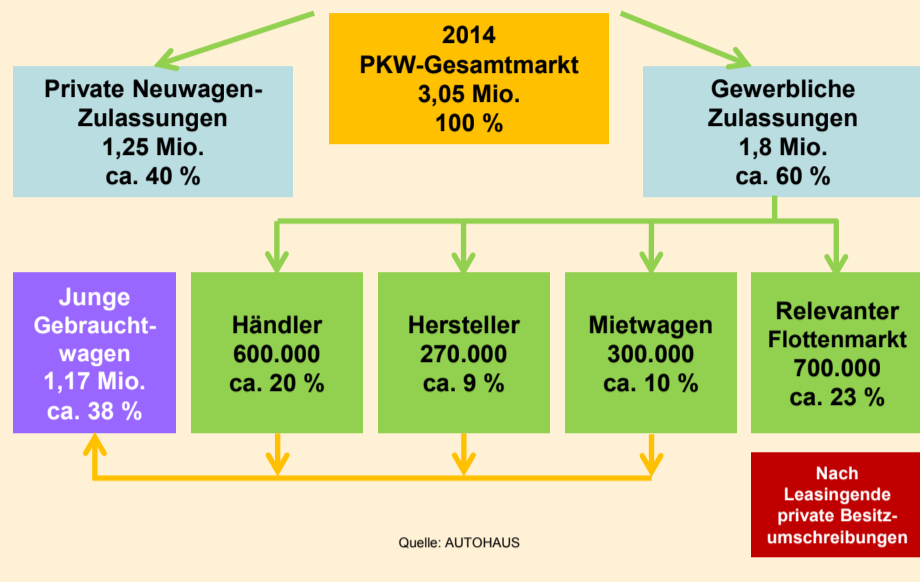 2014
PKW-Gesamtmarkt
3,05 Mio.
100 %
Private Neuwagen-
Zulassungen
1,25 Mio.
ca. 40 %
Gewerbliche
Zulassungen
1,8 Mio.
ca. 60 %
Junge
Gebraucht-
wagen
1,17 Mio.
ca. 38 %
Händler
600.000
ca. 20 %
Hersteller
270.000
ca. 9 %
Mietwagen
300.000
ca. 10 %
Relevanter
Flottenmarkt
700.000
ca. 23 %
Nach
Leasingende
private Besitz-
umschreibungen
Quelle: AUTOHAUS